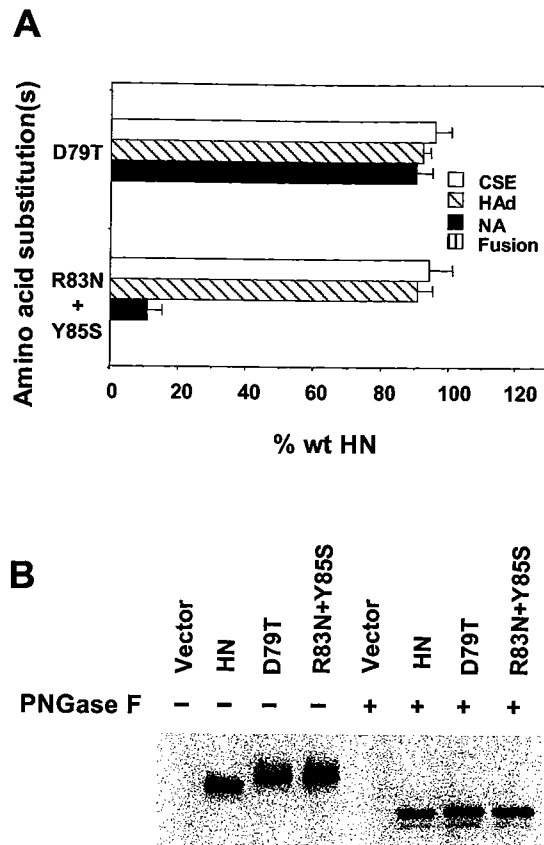 A
Amino acid substitution(s)
D79T
R83N
+
Y85S
CSE
HAd
NA
Fusion
0 20 40 60 80 100 120
% wt HN
B
Vector HN D79T R83N+Y85S Vector HN D79T R83N+Y85S
PNGase F - - - - + + + +